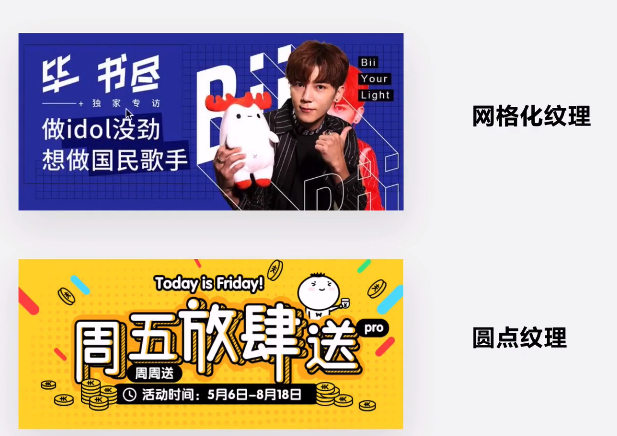 毕书尽
+独家专访
做idol没劲
想做国民歌手
Bii
Bii
Your
Light
Bii
网格化纹理
Today is Friday!
周五放肆送
pro
周周送
活动时间：5月6日-8月18日
圆点纹理